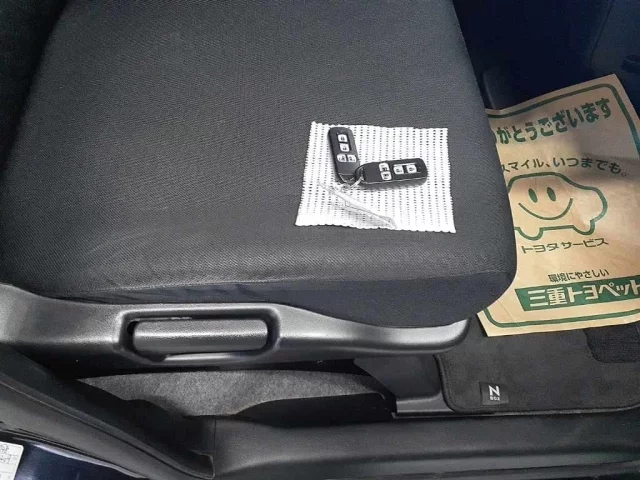 がとうございます
スマイル、いつまでも。
トヨタサービス
環境にやさしい
三重トヨペット
N
BOX